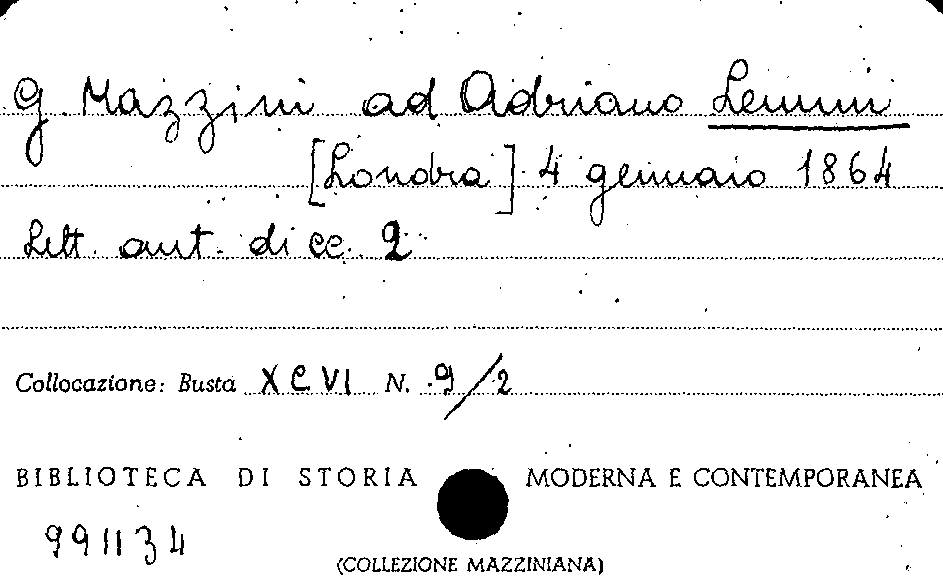 G. Mazzini ad Adriano Lemmi
[Londra] 4 gennaio 1864
Lett. aut. di cc. 2
Collocazione: Busta XCVI N. 9/2
BIBLIOTECA DI STORIA MODERNA E CONTEMPORANEA
991134
(COLLEZIONE MAZZINIANA)